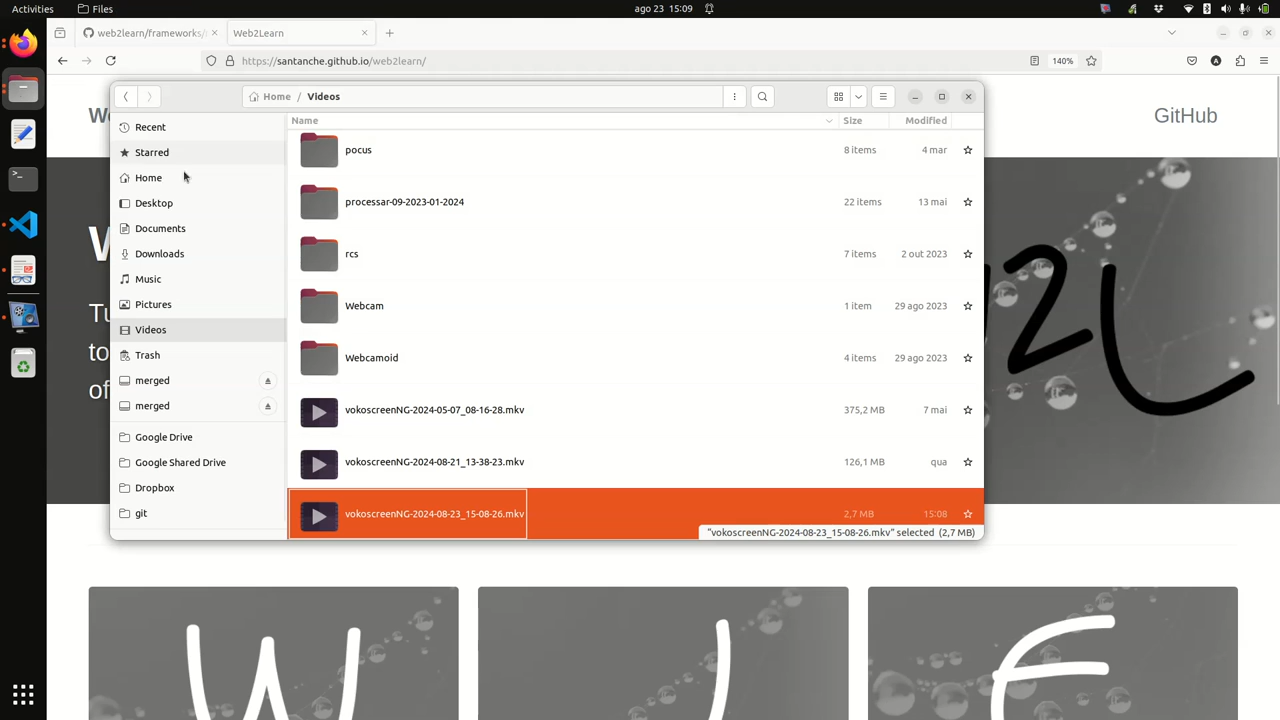 Activities
Files
ago 23 15:09
web2learn/frameworks/
Web2Learn
https://santanche.github.io/web2learn/
140%
GitHub
Home / Videos
Recent
Starred
Home
Desktop
Documents
Downloads
Music
Pictures
Videos
Trash
merged
merged
Google Drive
Google Shared Drive
Dropbox
git
Name Size Modified
pocus 8 items 4 mar
processar-09-2023-01-2024 22 items 13 mai
rcs 7 items 2 out 2023
Webcam 1 item 29 ago 2023
Webcamoid 4 items 29 ago 2023
vokoscreenNG-2024-05-07_08-16-28.mkv 375,2 MB 7 mai
vokoscreenNG-2024-08-21_13-38-23.mkv 126,1 MB qua
vokoscreenNG-2024-08-23_15-08-26.mkv 2,7 MB 15:08
"vokoscreenNG-2024-08-23_15-08-26.mkv" selected (2,7 MB)
2L